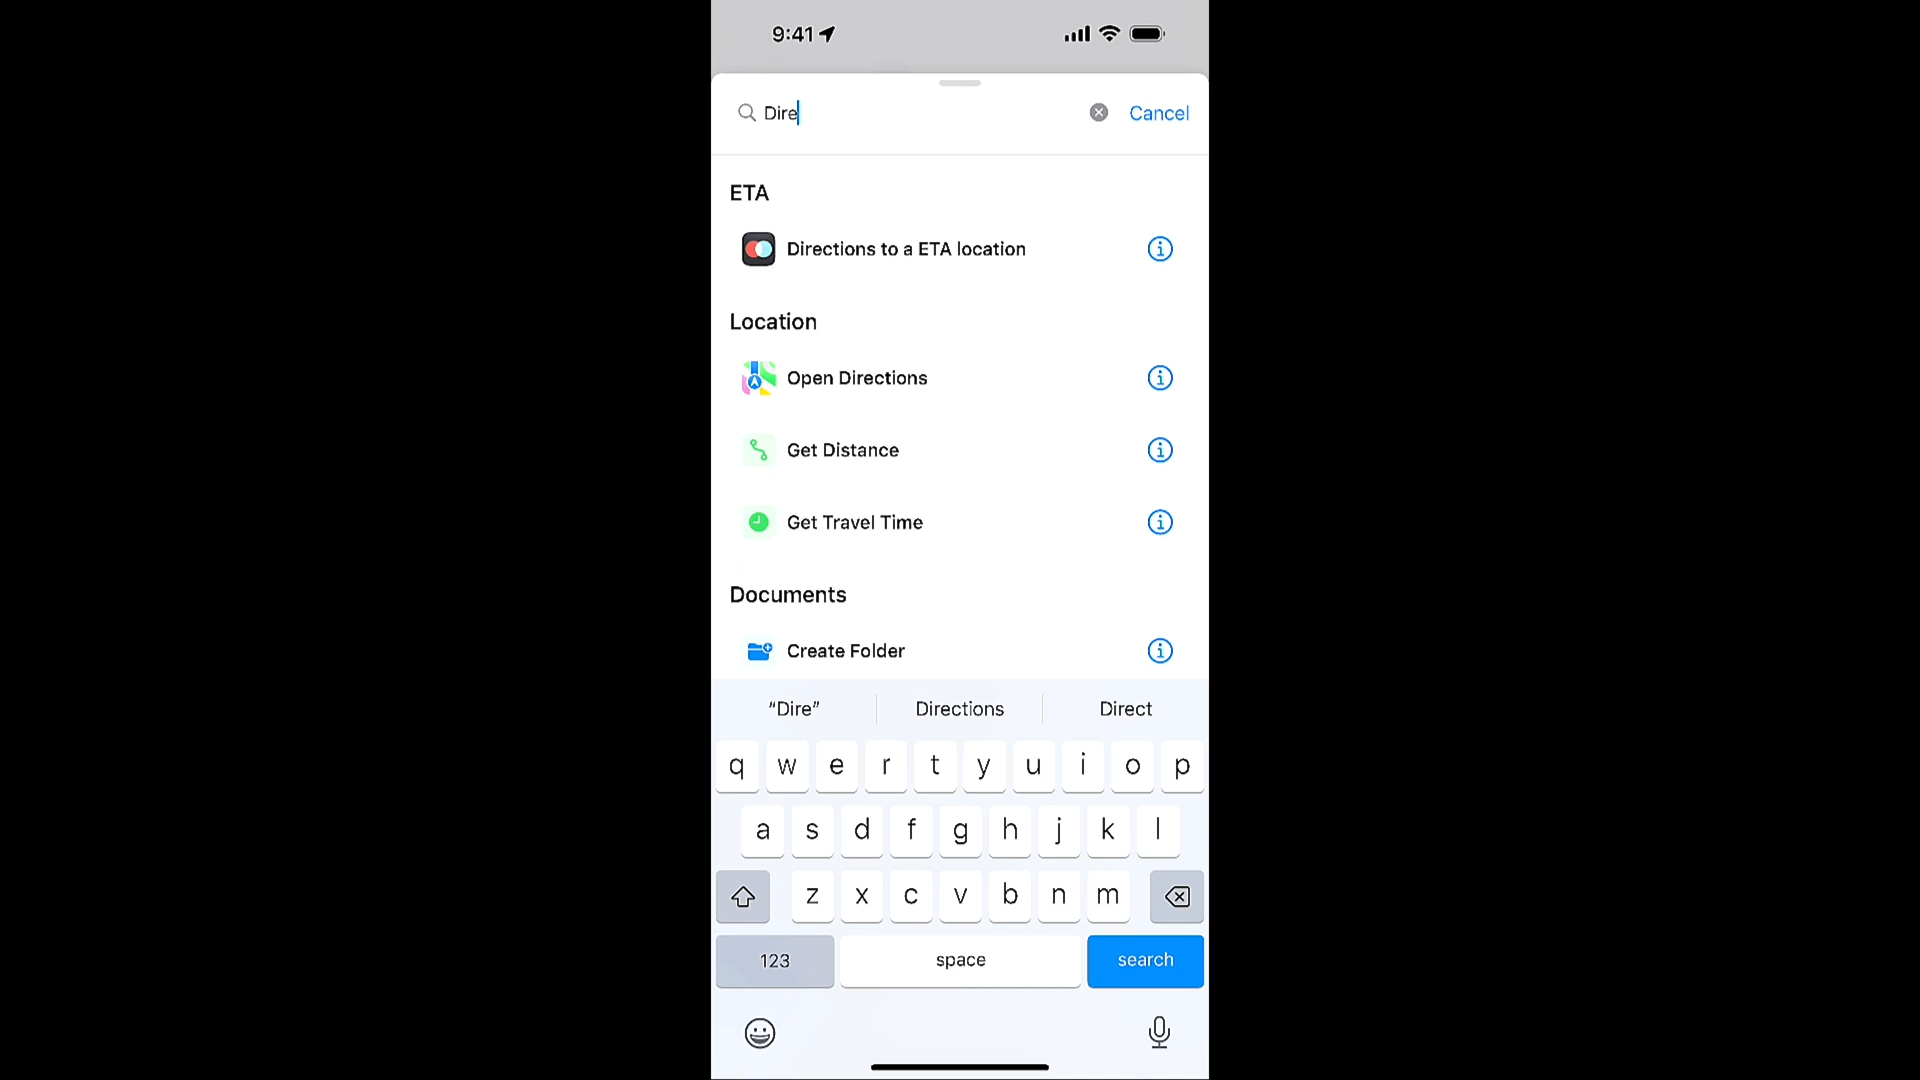 9:41
Dire
Cancel
ETA
Directions to a ETA location
Location
Open Directions
Get Distance
Get Travel Time
Documents
Create Folder
“Dire” Directions Direct
q w e r t y u i o p
a s d f g h j k l
z x c v b n m
123 space search